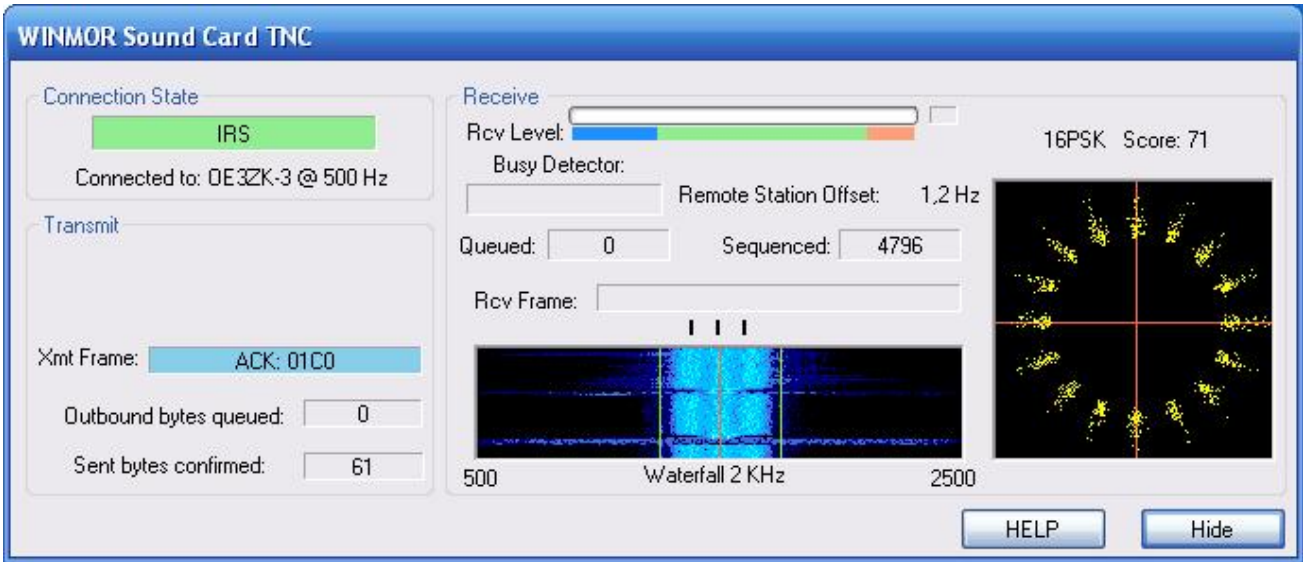 WINMOR Sound Card TNC
Connection State
IRS
Connected to: OE3ZK-3 @ 500 Hz
Transmit
Xmt Frame: ACK: 01C0
Outbound bytes queued: 0
Sent bytes confirmed: 61
Receive
Rcv Level:
Busy Detector:
Remote Station Offset: 1,2 Hz
Queued: 0 Sequenced: 4796
Rcv Frame:
500 Waterfall 2 KHz 2500
16PSK Score: 71
HELP Hide